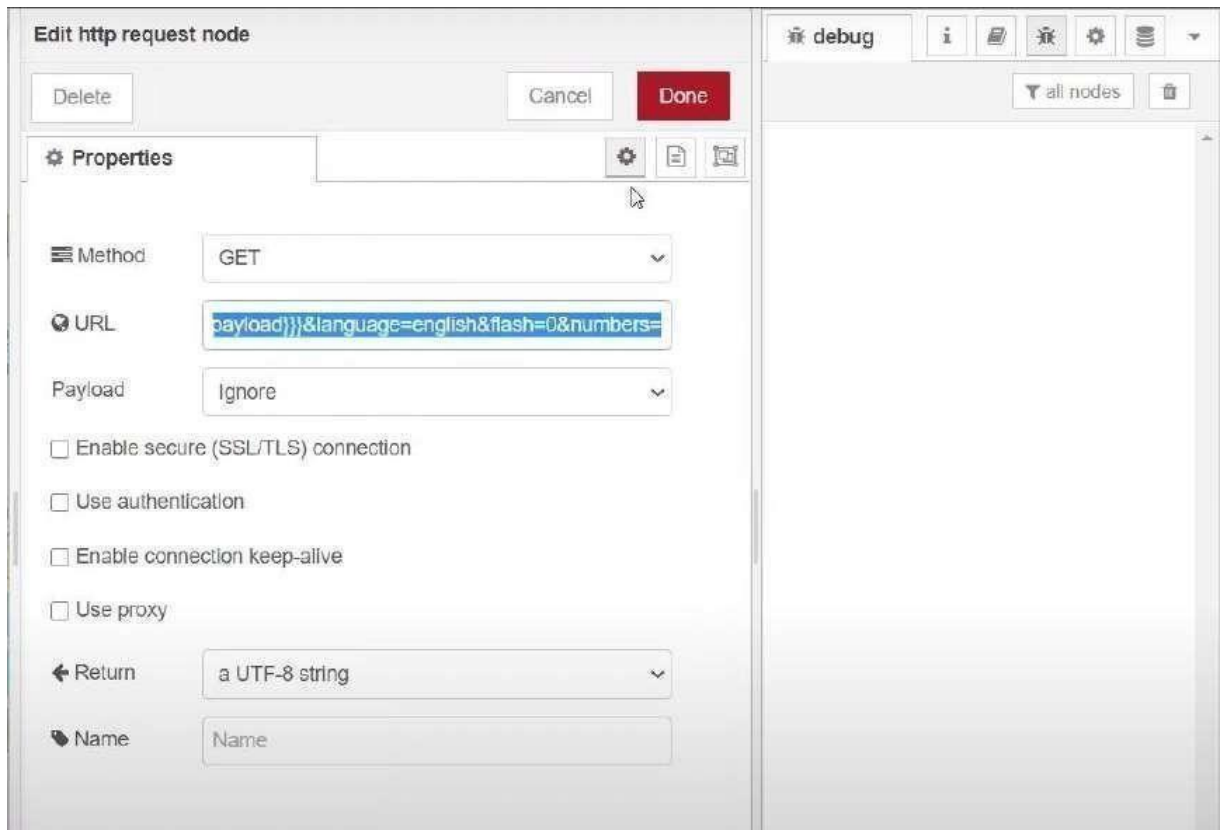 Edit http request node
debug
i
Delete
Cancel
Done
all nodes
Properties
Method
GET
URL
payload}}}&language=english&flash=0&numbers=
Payload
Ignore
Enable secure (SSL/TLS) connection
Use authentication
Enable connection keep-alive
Use proxy
Return
a UTF-8 string
Name
Name